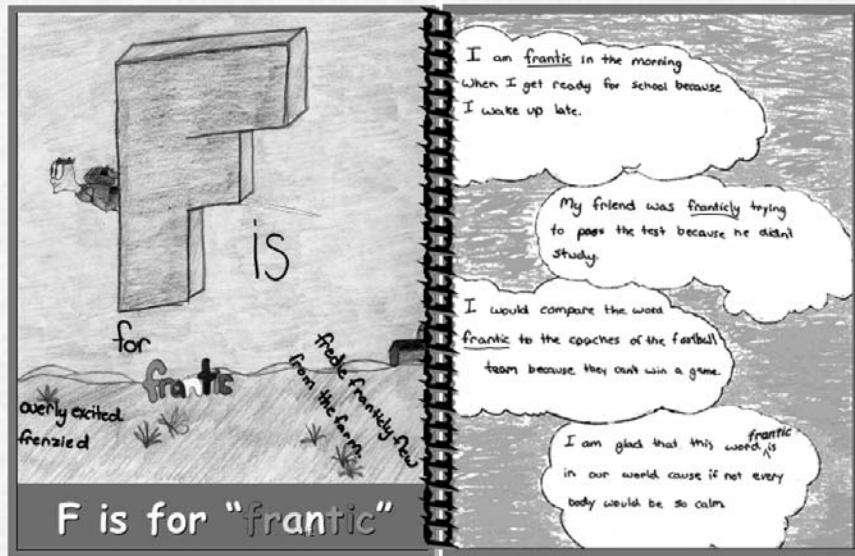 F
is
for
frantic
overly excited
frenzied
fredie franticly flew
from the farm.
F is for "frantic"
I am frantic in the morning
when I get ready for school because
I wake up late.
My friend was franticly trying
to pass the test because he didn't
study.
I would compare the word
frantic to the coaches of the football
team because they can't win a game.
I am glad that this word frantic is
in our world cause if not every
body would be so calm